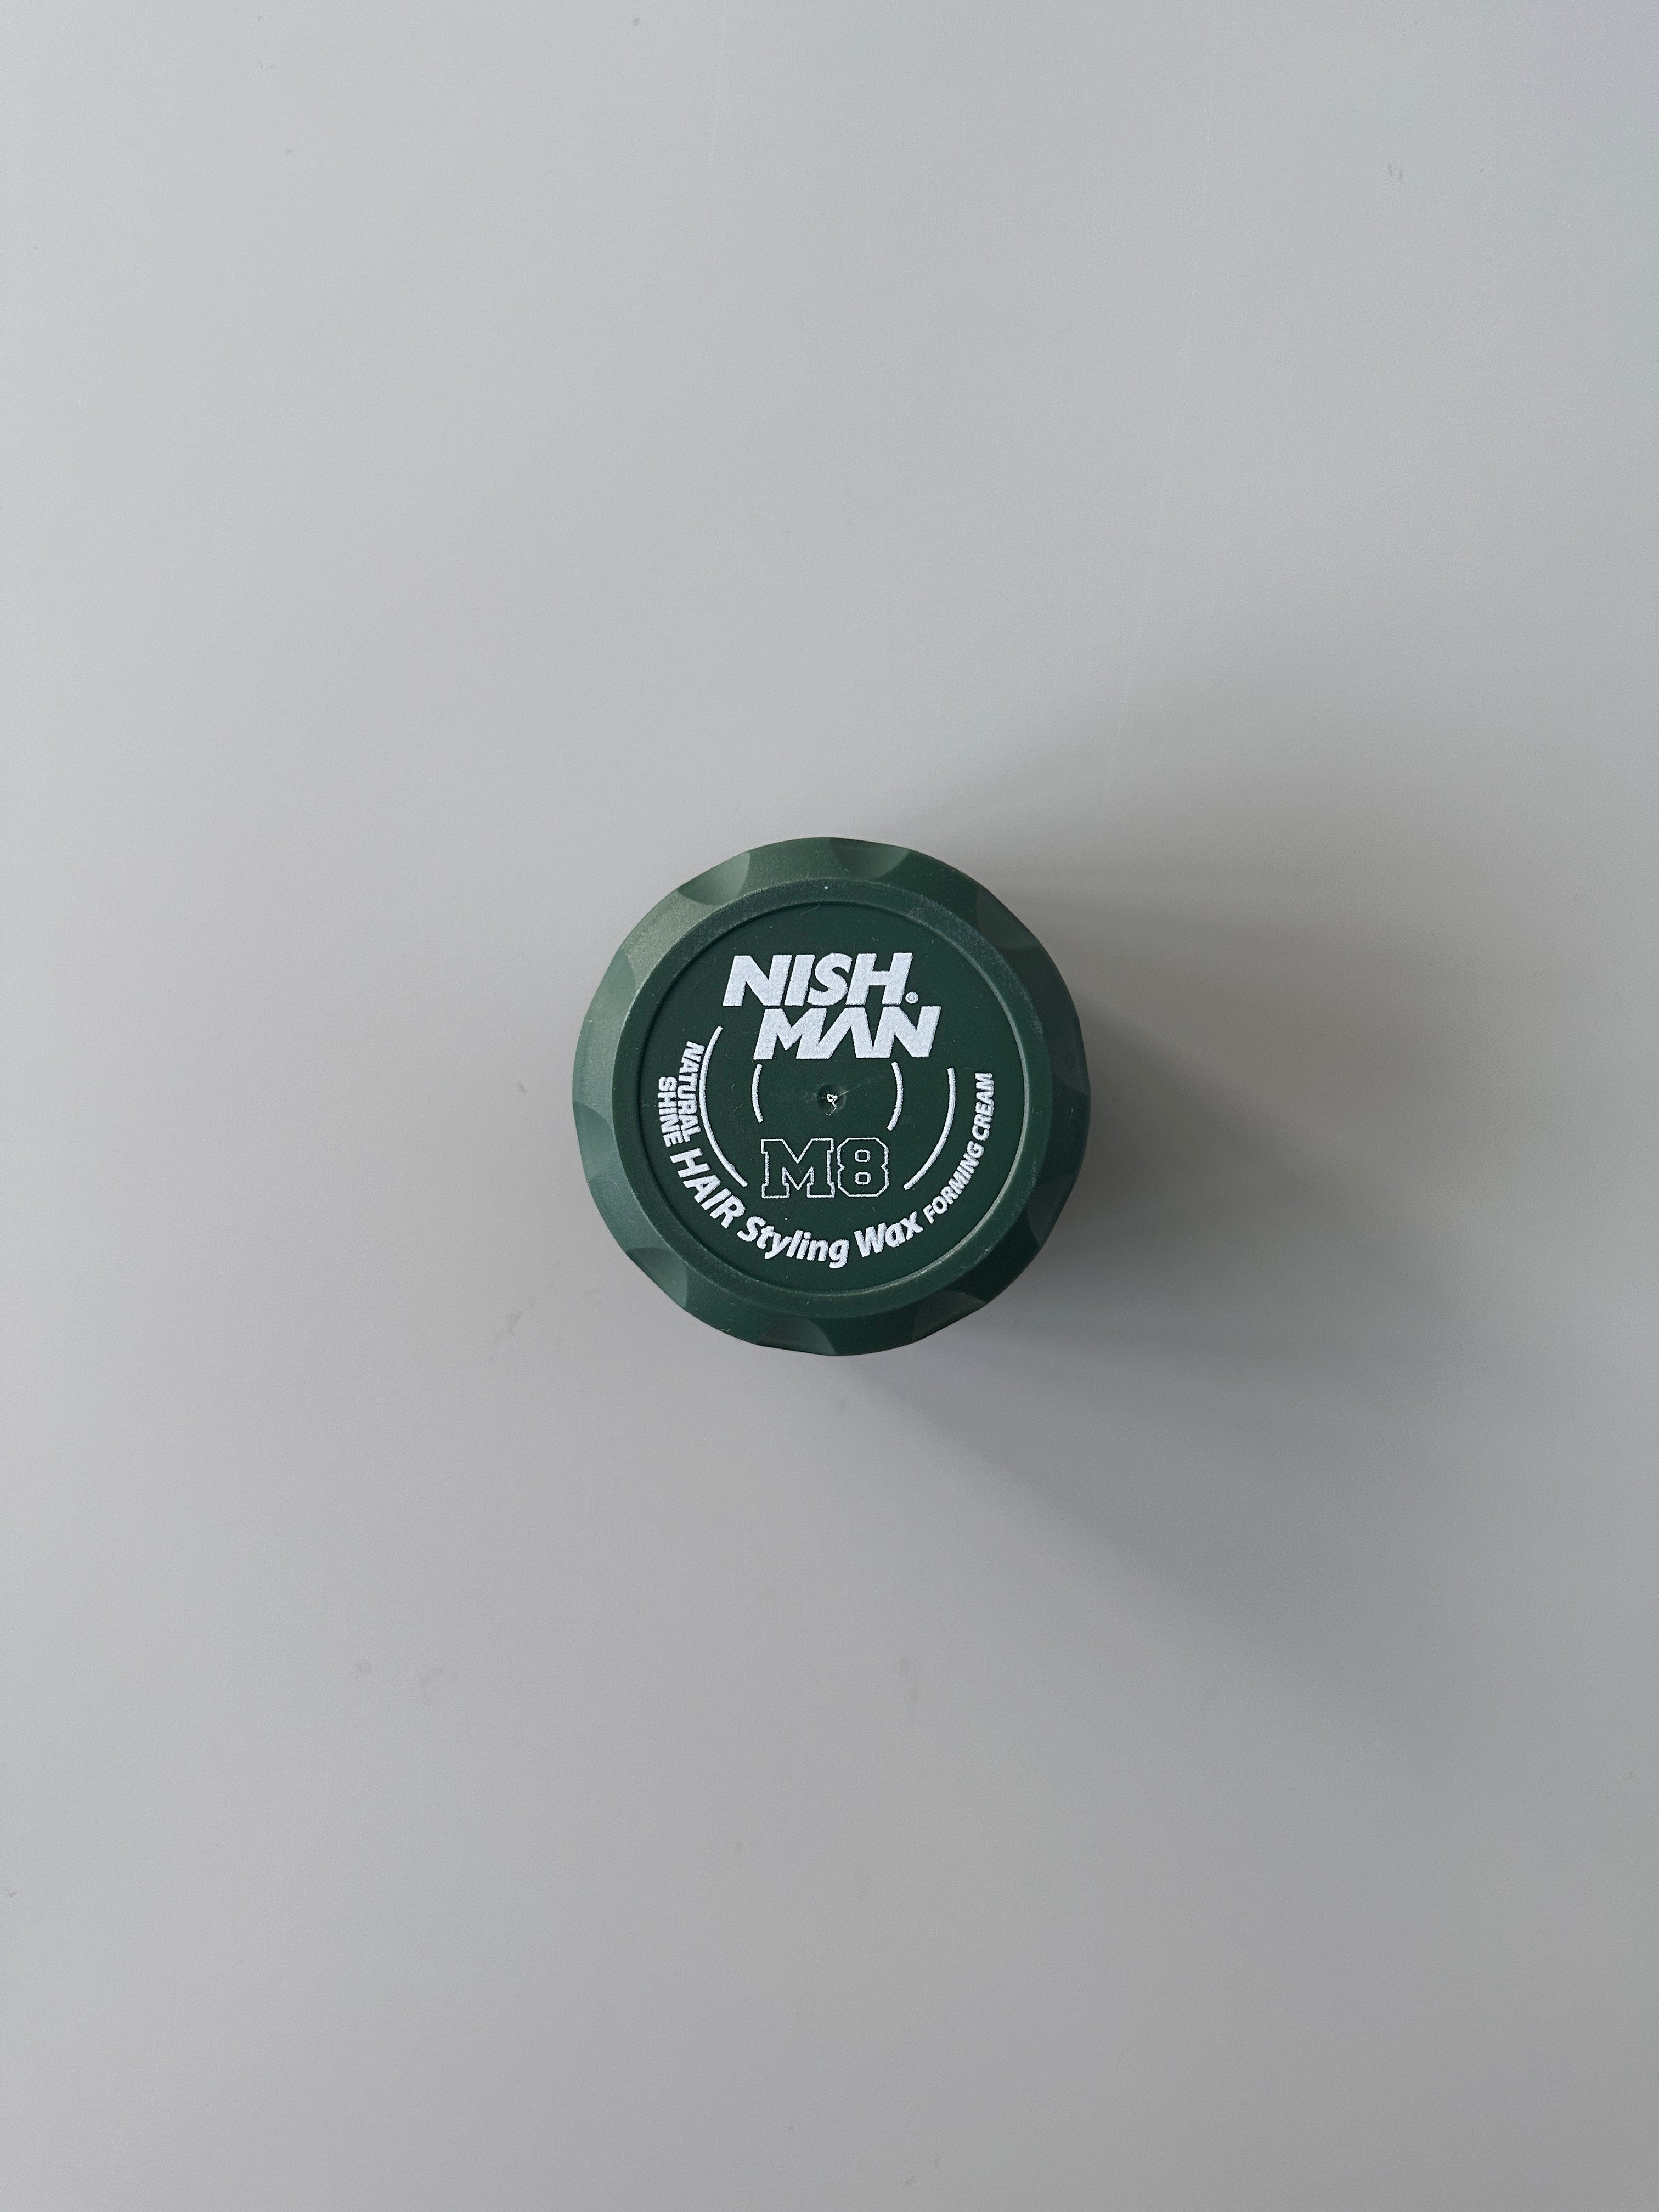 NISH
MAN®
M8
NATURAL
SHINE
HAIR Styling Wax
FORMING CREAM